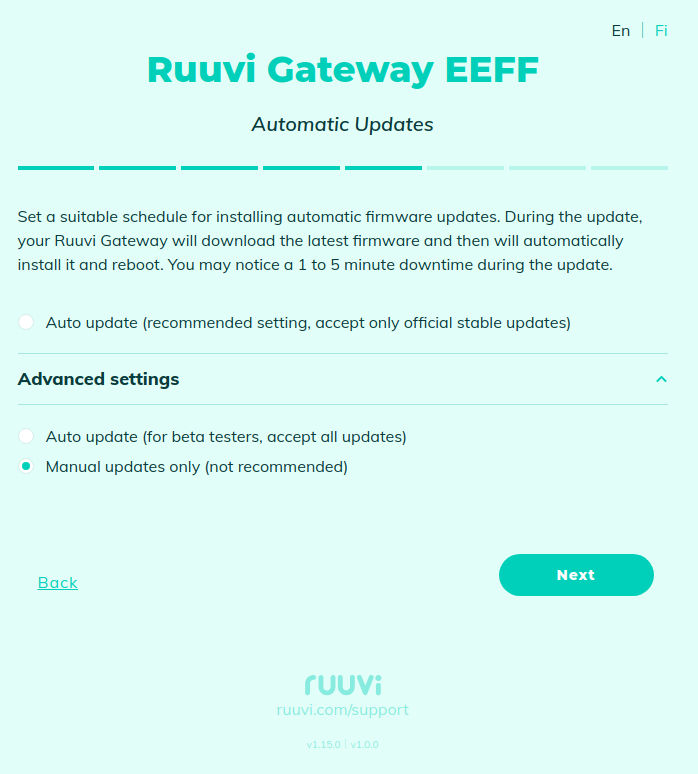 En | Fi
Ruuvi Gateway EEFF
Automatic Updates
Set a suitable schedule for installing automatic firmware updates. During the update,
your Ruuvi Gateway will download the latest firmware and then will automatically
install it and reboot. You may notice a 1 to 5 minute downtime during the update.
Auto update (recommended setting, accept only official stable updates)
Advanced settings
Auto update (for beta testers, accept all updates)
Manual updates only (not recommended)
Back
Next
ruuvi
ruuvi.com/support
v1.15.0 | v1.0.0